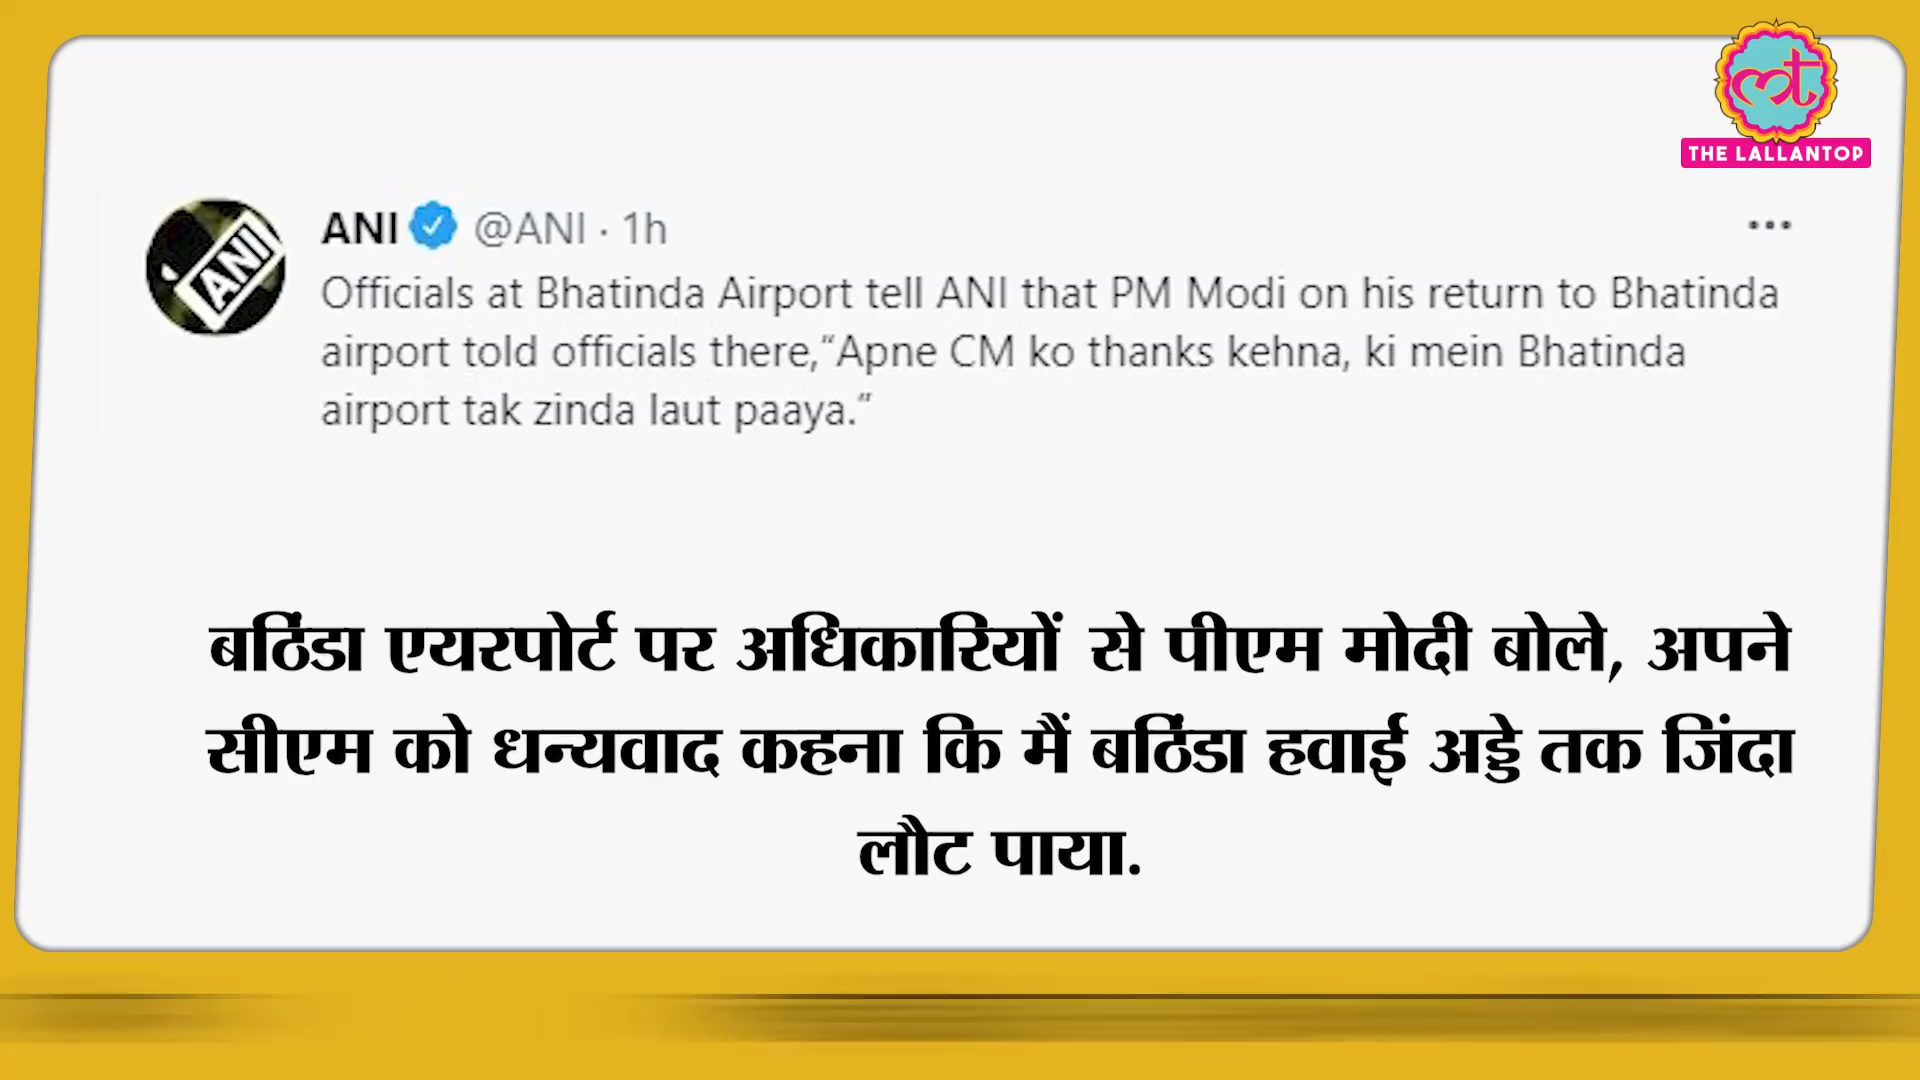 THE LALLANTOP
ANI @ANI · 1h
Officials at Bhatinda Airport tell ANI that PM Modi on his return to Bhatinda
airport told officials there,“Apne CM ko thanks kehna, ki mein Bhatinda
airport tak zinda laut paaya.”
बठिंडा एयरपोर्ट पर अधिकारियों से पीएम मोदी बोले, अपने
सीएम को धन्यवाद कहना कि मैं बठिंडा हवाई अड्डे तक जिंदा
लौट पाया.